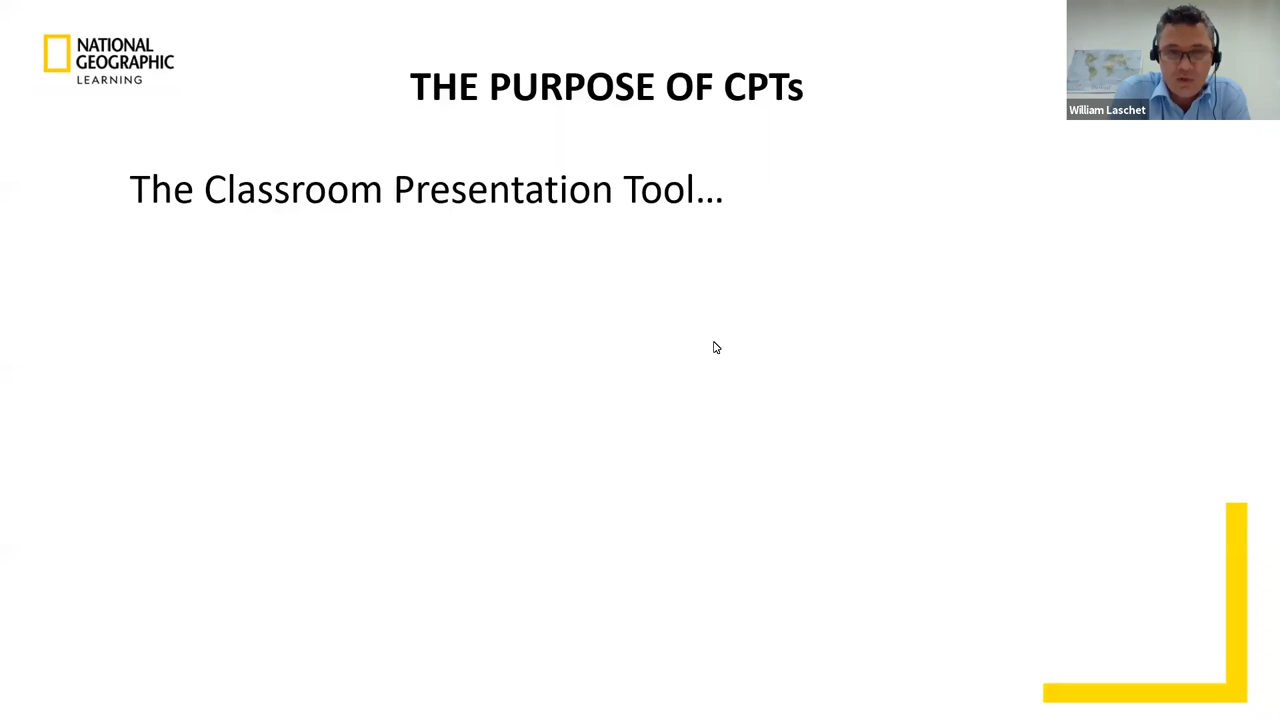 NATIONAL
GEOGRAPHIC
LEARNING
THE PURPOSE OF CPTs
William Laschet
The Classroom Presentation Tool...